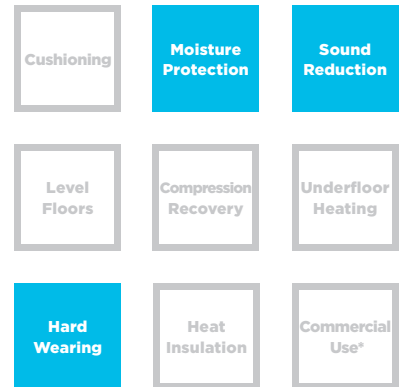 Cushioning
Moisture
Protection
Sound
Reduction
Level
Floors
Compression
Recovery
Underfloor
Heating
Hard
Wearing
Heat
Insulation
Commercial
Use*